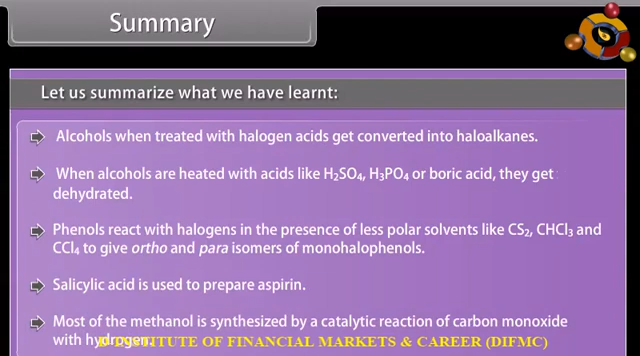 Summary
Let us summarize what we have learnt:
Alcohols when treated with halogen acids get converted into haloalkanes.
When alcohols are heated with acids like H₂SO₄, H₃PO₄ or boric acid, they get
dehydrated.
Phenols react with halogens in the presence of less polar solvents like CS₂, CHCl₃ and
CCl₄ to give ortho and para isomers of monohalophenols.
Salicylic acid is used to prepare aspirin.
Most of the methanol is synthesized by a catalytic reaction of carbon monoxide
with hydrogen.
INSTITUTE OF FINANCIAL MARKETS & CAREER (DIFMC)